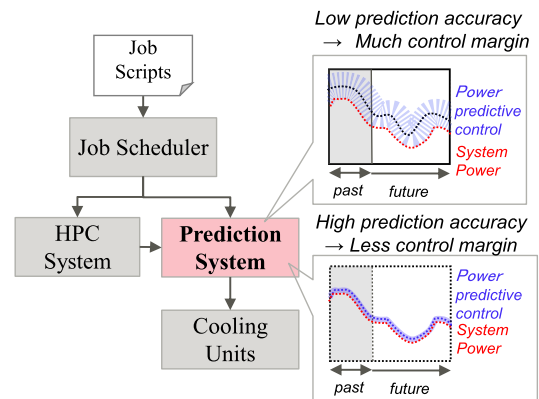 Low prediction accuracy
→ Much control margin
Job
Scripts
Job Scheduler
Power
predictive
control
System
Power
past
future
HPC
System
Prediction
System
High prediction accuracy
→ Less control margin
Cooling
Units
Power
predictive
control
System
Power
past
future